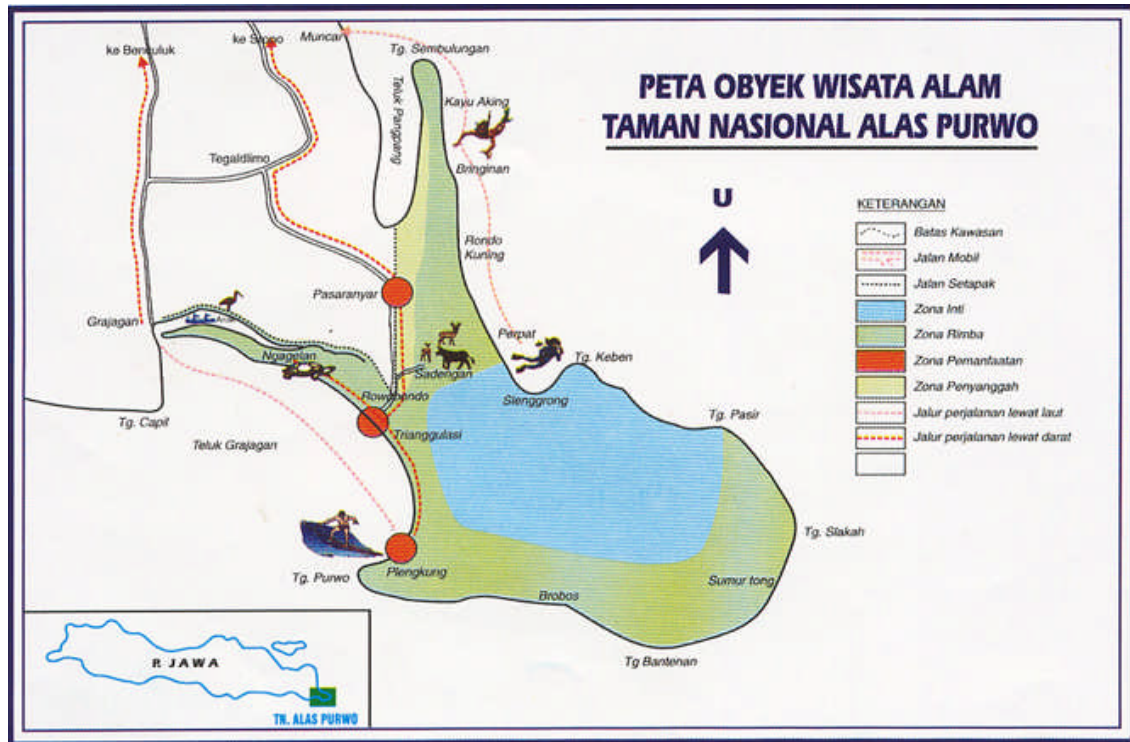 PETA OBYEK WISATA ALAM
TAMAN NASIONAL ALAS PURWO
U
KETERANGAN
Batas Kawasan
Jalan Mobil
Jalan Setapak
Zona Inti
Zona Rimba
Zona Pemanfaatan
Zona Penyanggah
Jalur perjalanan lewat laut
Jalur perjalanan lewat darat
ke Benculuk
ke Srono
Muncar
Tg. Sembulungan
Teluk Pangpang
Kayu Aking
Bringinan
Tegaldlimo
Rondo
Kuning
Pasaranyar
Grajagan
Perpat
Tg. Keben
Ngagelan
Sadengan
Slenggrong
Rowobendo
Tg. Capil
Trianggulasi
Tg. Pasir
Teluk Grajagan
Tg. Slakah
Plengkung
Tg. Purwo
Sumur tong
Brobos
Tg Bantenan
P. JAWA
TN. ALAS PURWO